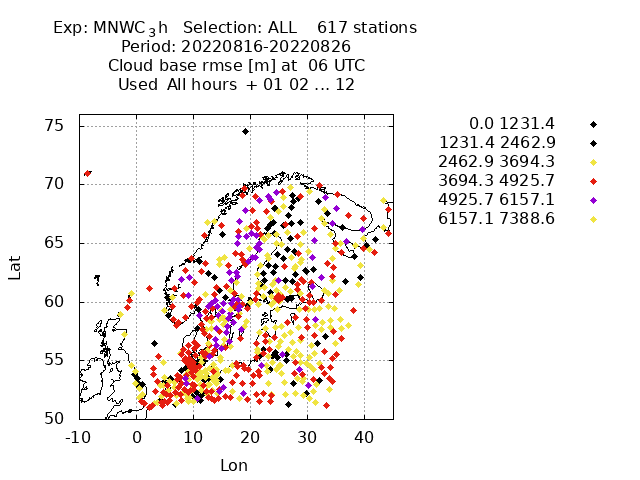 Exp: MNWC3h Selection: ALL 617 stations
Period: 20220816-20220826
Cloud base rmse [m] at 06 UTC
Used All hours + 01 02 ... 12
0.0 1231.4
1231.4 2462.9
2462.9 3694.3
3694.3 4925.7
4925.7 6157.1
6157.1 7388.6
75
70
65
60
55
50
Lat
-10 0 10 20 30 40
Lon